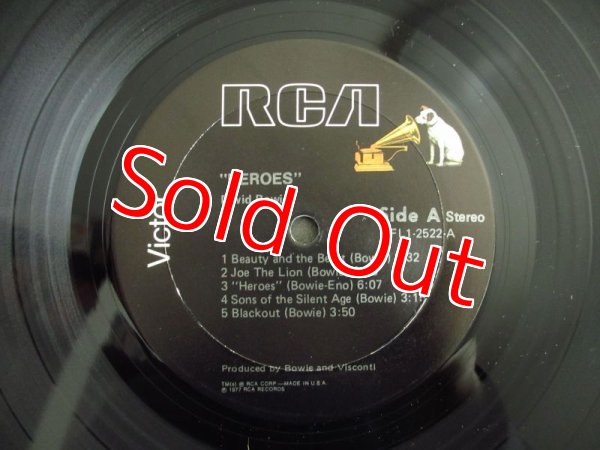 RCA
"HEROES"
Victor
Side A Stereo
1 Beauty and the (Bowie)
2 Joe The Lion
3 "Heroes" (Bowie-Eno) 6:07
4 Sons of the Silent Age (Bowie)
5 Blackout (Bowie) 3:50
Produced by Bowie and Visconti
TM(s) ® RCA CORP.—MADE IN U.S.A.
℗ 1977 RCA RECORDS
Sold Out